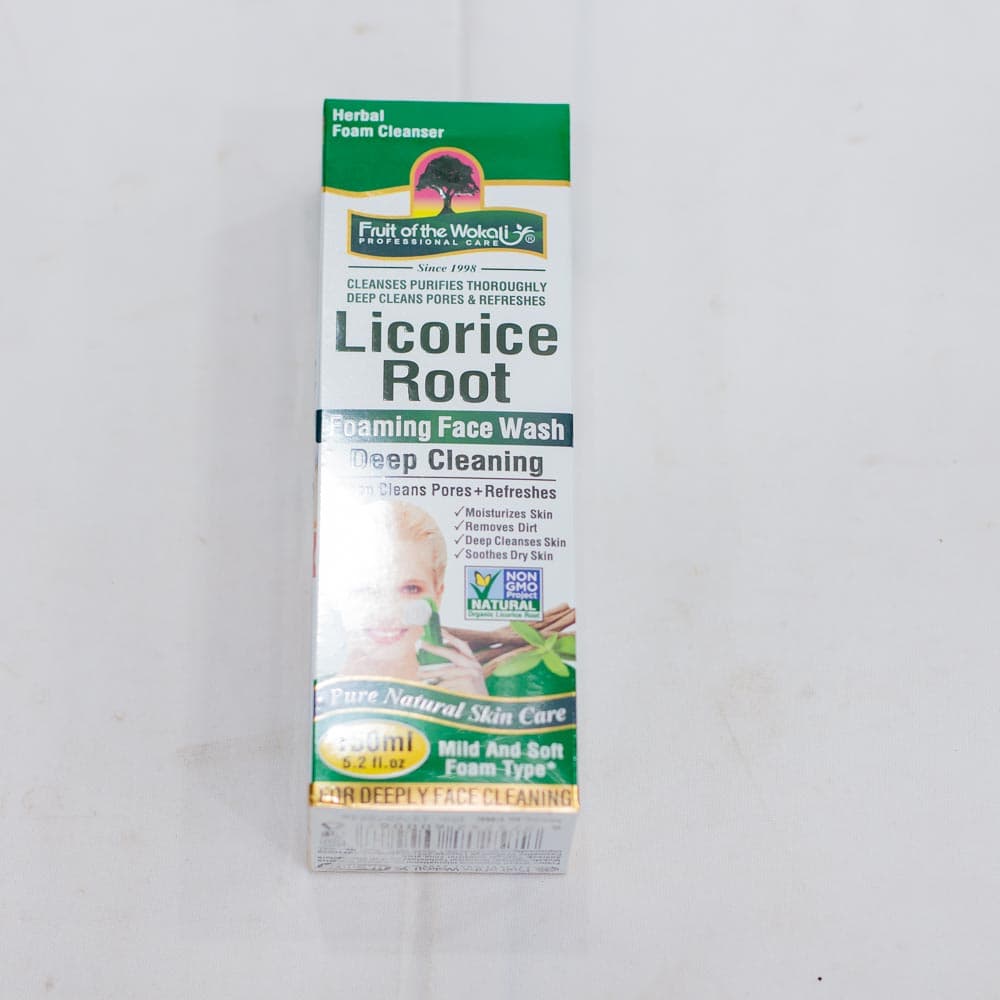 Herbal
Foam Cleanser
Fruit of the Wokali ®
PROFESSIONAL CARE
Since 1998
CLEANSES PURIFIES THOROUGHLY
DEEP CLEANS PORES & REFRESHES
Licorice
Root
Foaming Face Wash
Deep Cleaning
Cleans Pores+Refreshes
✓Moisturizes Skin
✓Removes Dirt
✓Deep Cleanses Skin
✓Soothes Dry Skin
NON
GMO
Project
NATURAL
Organic Licorice Root
Pure Natural Skin Care
5.2 fl.oz
Mild And Soft
Foam Type*
FOR DEEPLY FACE CLEANING